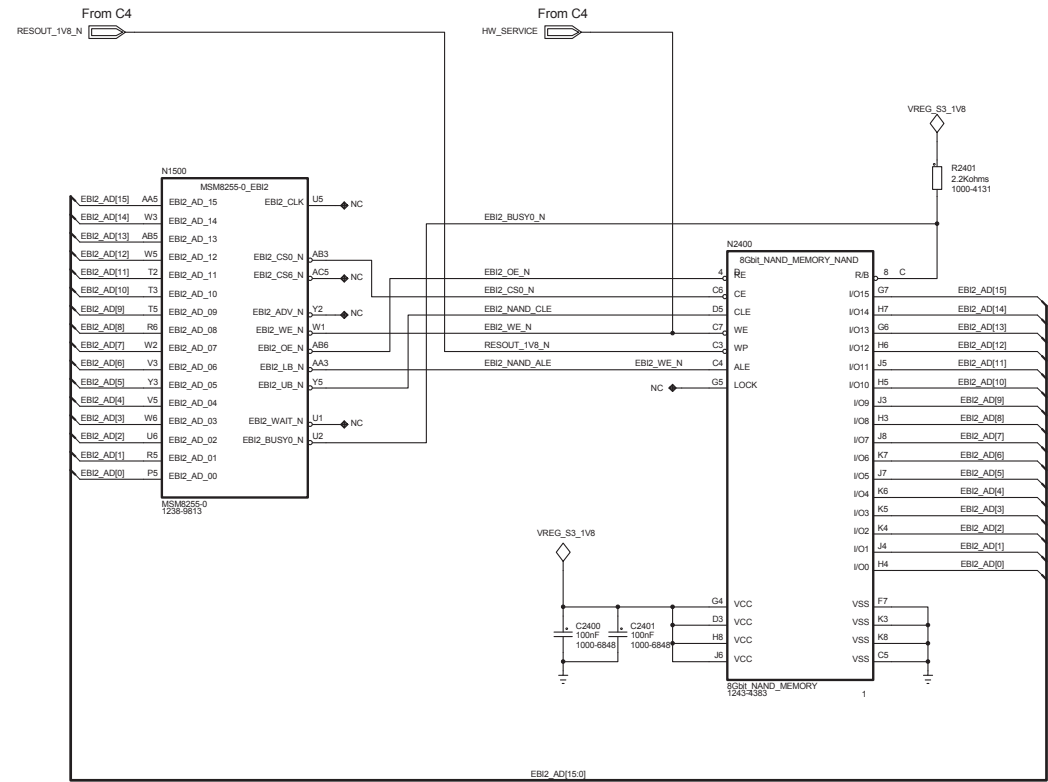 From C4
RESOUT_1V8_N
From C4
HW_SERVICE
VREG_S3_1V8
R2401
2.2Kohms
1000-4131
N1500
MSM8255-0_EBI2
EBI2_AD[15] AA5 EBI2_AD_15
EBI2_AD[14] W3 EBI2_AD_14
EBI2_AD[13] AB5 EBI2_AD_13
EBI2_AD[12] W5 EBI2_AD_12
EBI2_AD[11] T2 EBI2_AD_11
EBI2_AD[10] T3 EBI2_AD_10
EBI2_AD[9] T5 EBI2_AD_09
EBI2_AD[8] R6 EBI2_AD_08
EBI2_AD[7] W2 EBI2_AD_07
EBI2_AD[6] V3 EBI2_AD_06
EBI2_AD[5] Y3 EBI2_AD_05
EBI2_AD[4] V5 EBI2_AD_04
EBI2_AD[3] W6 EBI2_AD_03
EBI2_AD[2] U6 EBI2_AD_02
EBI2_AD[1] R5 EBI2_AD_01
EBI2_AD[0] P5 EBI2_AD_00
EBI2_CLK U5 NC
EBI2_CS0_N AB3
EBI2_CS6_N AC5 NC
EBI2_ADV_N Y2 NC
EBI2_WE_N W1
EBI2_OE_N AB6
EBI2_LB_N AA3
EBI2_UB_N Y5
EBI2_WAIT_N U1 NC
EBI2_BUSY0_N U2
MSM8255-0
1238-9813
EBI2_BUSY0_N
N2400
8Gbit_NAND_MEMORY_NAND
EBI2_OE_N 4 D RE
EBI2_CS0_N C6 CE
EBI2_NAND_CLE D5 CLE
EBI2_WE_N C7 WE
RESOUT_1V8_N C3 WP
EBI2_NAND_ALE EBI2_WE_N C4 ALE
NC G5 LOCK
R/B 8 C
I/O15 G7 EBI2_AD[15]
I/O14 H7 EBI2_AD[14]
I/O13 G6 EBI2_AD[13]
I/O12 H6 EBI2_AD[12]
I/O11 J5 EBI2_AD[11]
I/O10 H5 EBI2_AD[10]
I/O9 J3 EBI2_AD[9]
I/O8 H3 EBI2_AD[8]
I/O7 J8 EBI2_AD[7]
I/O6 K7 EBI2_AD[6]
I/O5 J7 EBI2_AD[5]
I/O4 K6 EBI2_AD[4]
I/O3 K5 EBI2_AD[3]
I/O2 K4 EBI2_AD[2]
I/O1 J4 EBI2_AD[1]
I/O0 H4 EBI2_AD[0]
VREG_S3_1V8
C2400
100nF
1000-6848
C2401
100nF
1000-6848
G4 VCC
D3 VCC
H8 VCC
J6 VCC
VSS F7
VSS K3
VSS K8
VSS C5
8Gbit_NAND_MEMORY
1243-4383
1
EBI2_AD[15:0]